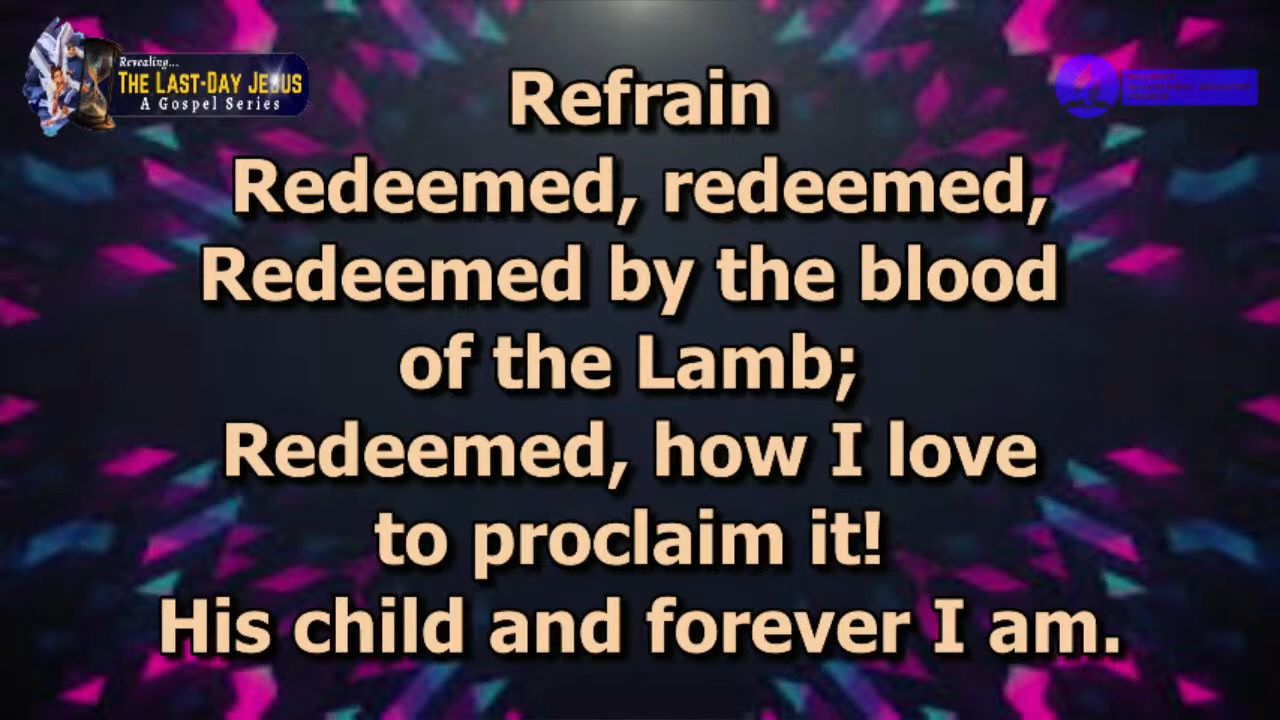 Revealing...
THE LAST-DAY JESUS
A Gospel Series
Refrain
Redeemed, redeemed,
Redeemed by the blood
of the Lamb;
Redeemed, how I love
to proclaim it!
His child and forever I am.